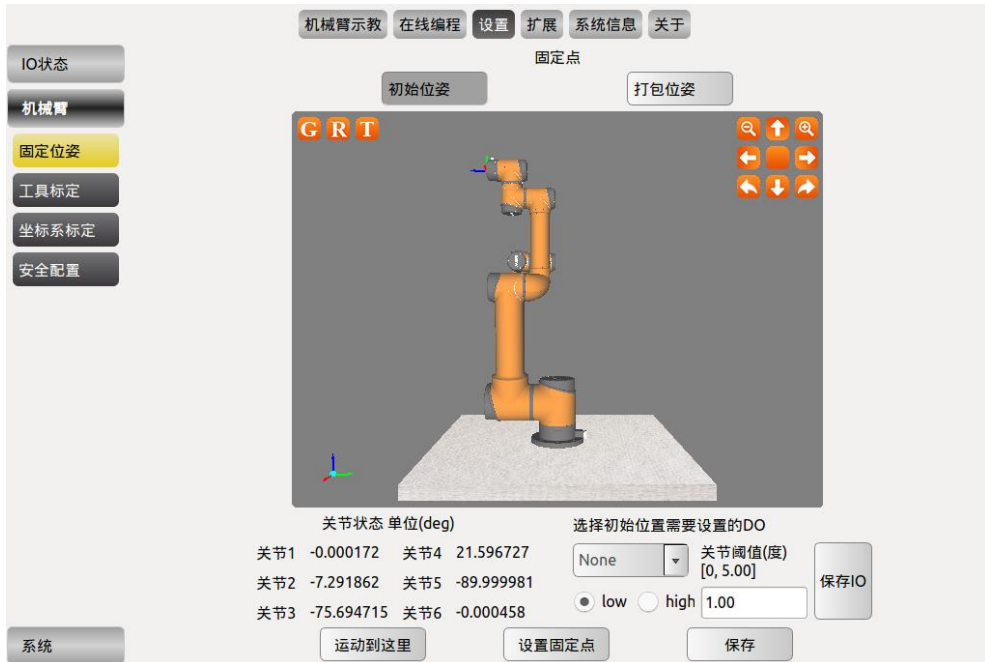 机械臂示教 在线编程 设置 扩展 系统信息 关于
IO状态
机械臂
固定位姿
工具标定
坐标系标定
安全配置
系统
固定点
初始位姿 打包位姿
G R T
关节状态 单位(deg)
关节1 -0.000172 关节4 21.596727
关节2 -7.291862 关节5 -89.999981
关节3 -75.694715 关节6 -0.000458
选择初始位置需要设置的DO
None
关节阈值(度)
[0, 5.00]
low high 1.00
保存IO
运动到这里 设置固定点 保存